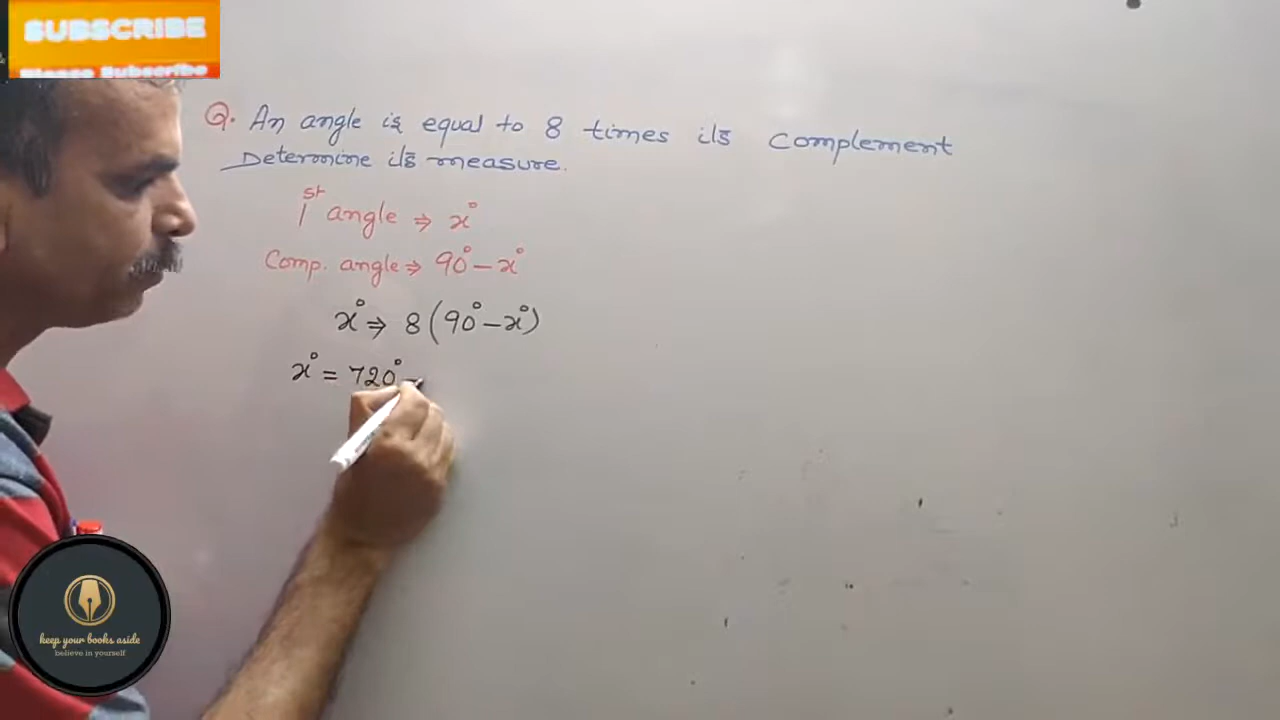 SUBSCRIBE
Please Subscribe
Q. An angle is equal to 8 times its complement
Determine its measure.
1st angle ⇒ x°
Comp. angle ⇒ 90° - x°
x° ⇒ 8(90° - x°)
x° = 720° -
keep your books aside
believe in yourself